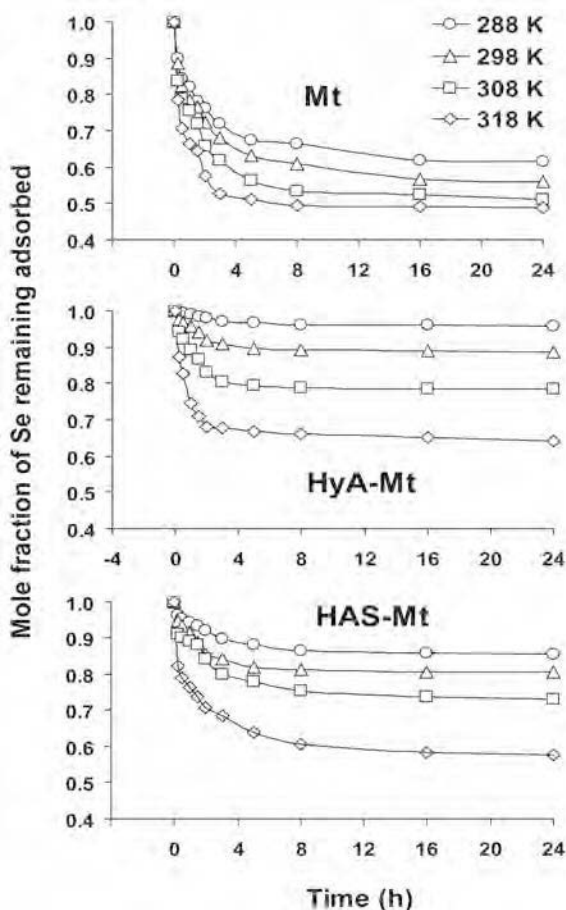 1.0
0.9
0.8
0.7
0.6
0.5
0.4
Mt
288 K
298 K
308 K
318 K
0 4 8 12 16 20 24
1.0
0.9
0.8
0.7
0.6
0.5
0.4
HyA-Mt
-4 0 4 8 12 16 20 24
1.0
0.9
0.8
0.7
0.6
0.5
0.4
HAS-Mt
0 4 8 12 16 20 24
Mole fraction of Se remaining adsorbed
Time (h)